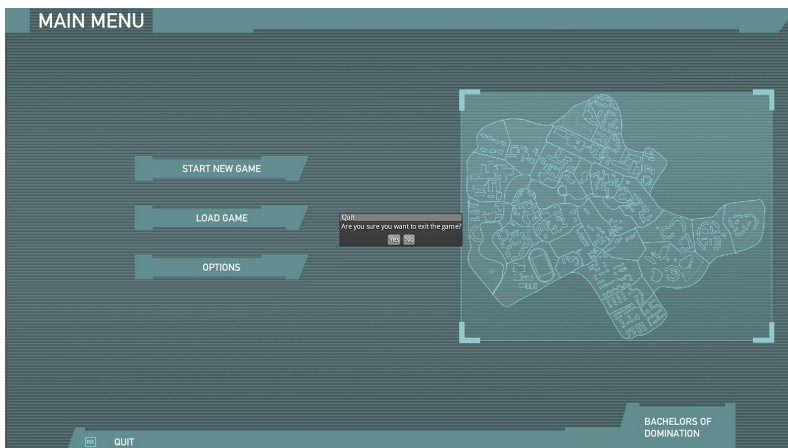 MAIN MENU
START NEW GAME
LOAD GAME
OPTIONS
Quit
Are you sure you want to exit the game?
Yes No
BACHELORS OF
DOMINATION
ESC QUIT